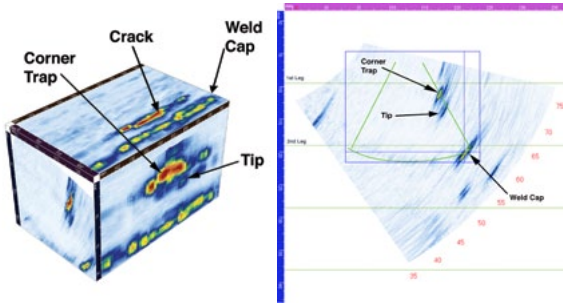 Crack
Weld
Cap
Corner
Trap
Tip
Corner
Trap
Tip
Weld Cap
1st Leg
2nd Leg
75
70
65
60
55
50
45
40
35